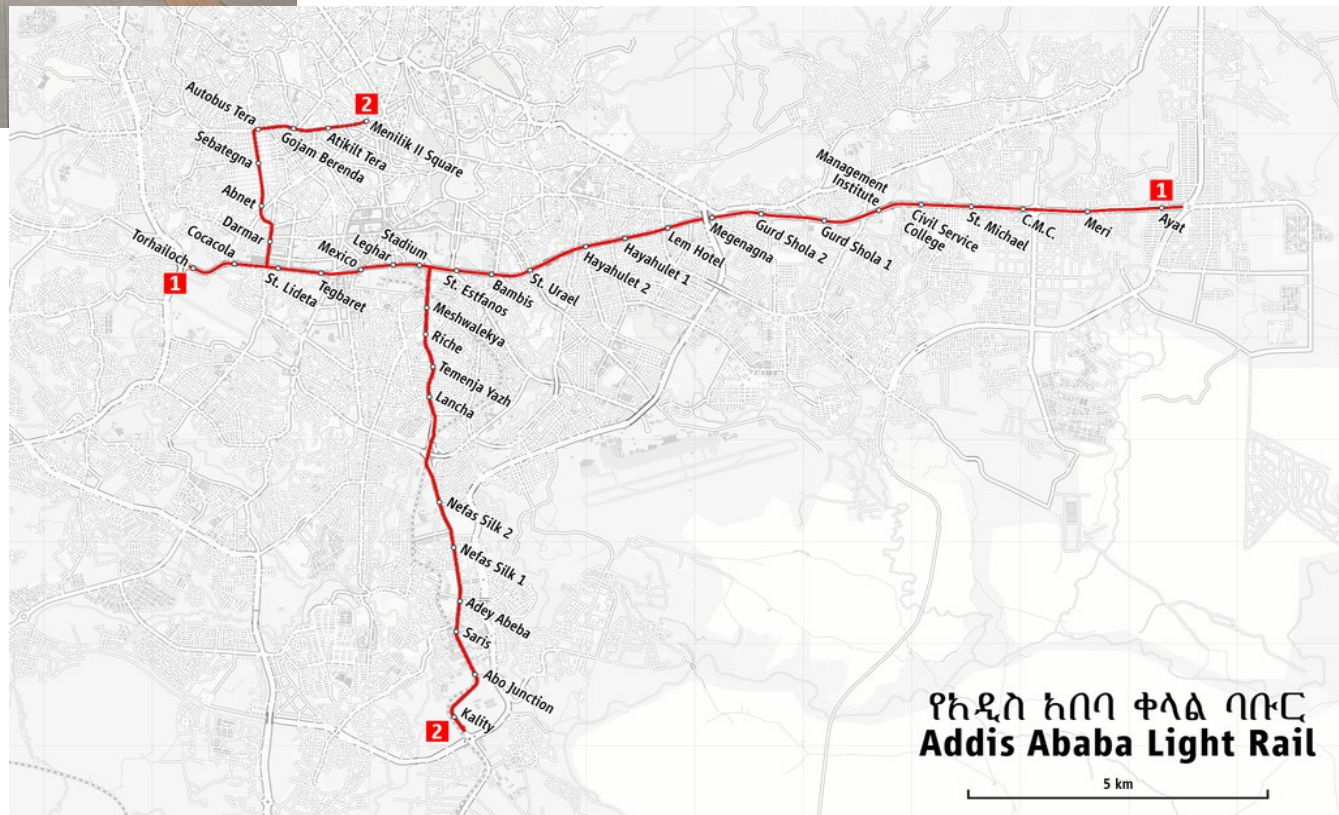 2
Autobus Tera
Gojam Berenda
Atikilt Tera
Menilik II Square
Sebategna
Abnet
Darmar
Torhailoch
Cocacola
1
St. Lideta
Tegbaret
Mexico
Leghar
Stadium
St. Estfanos
Bambis
St. Urael
Hayahulet 2
Hayahulet 1
Lem Hotel
Megenagna
Gurd Shola 2
Gurd Shola 1
Management
Institute
Civil Service
College
St. Michael
C.M.C.
Meri
1
Ayat
Meshwalekya
Riche
Temenja Yazh
Lancha
Nefas Silk 2
Nefas Silk 1
Adey Abeba
Saris
Abo Junction
Kality
2
የአዲስ አበባ ቀላል ባቡር
Addis Ababa Light Rail
5 km